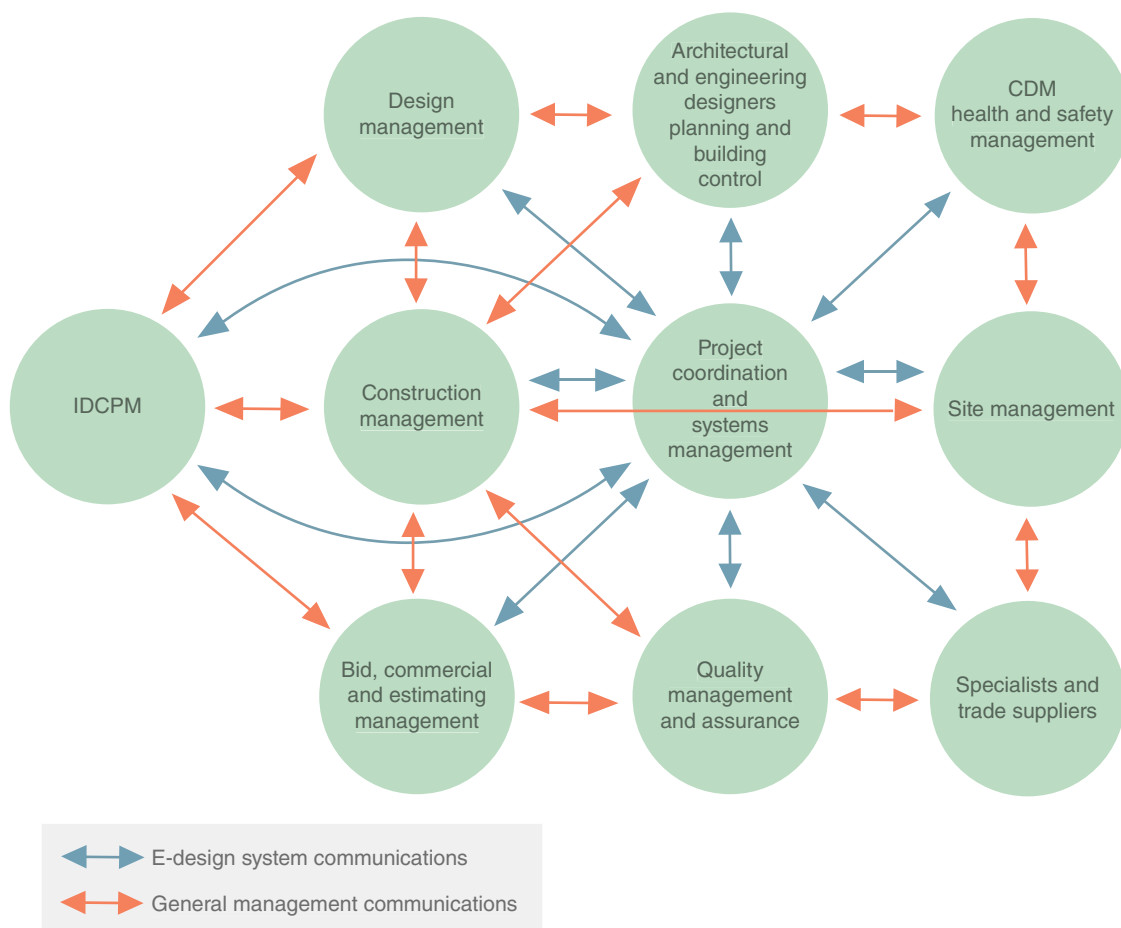 Design
management
Architectural
and engineering
designers
planning and
building
control
CDM
health and safety
management
IDCPM
Construction
management
Project
coordination
and
systems
management
Site management
Bid, commercial
and estimating
management
Quality
management
and assurance
Specialists and
trade suppliers
E-design system communications
General management communications